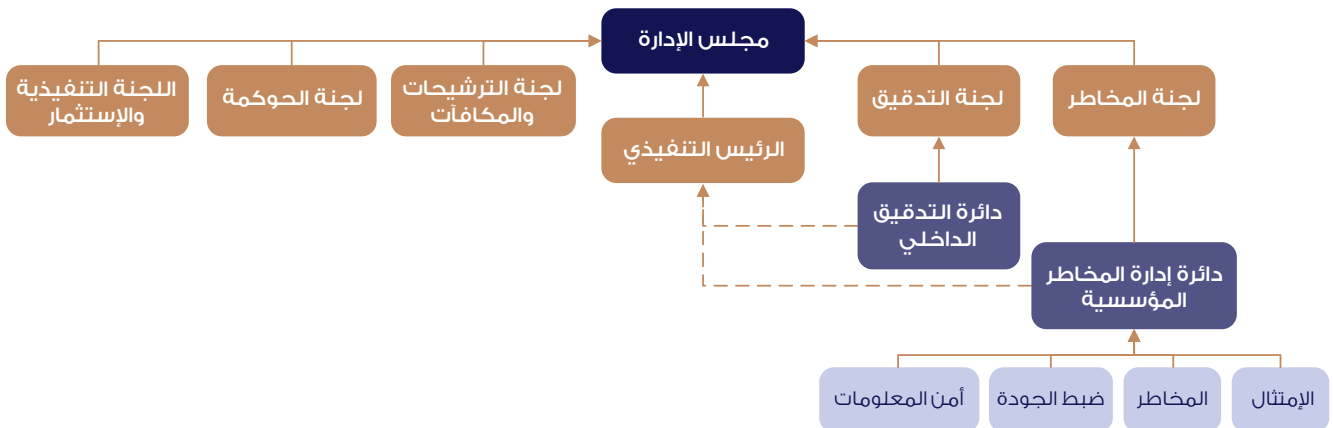 مجلس الإدارة
لجنة المخاطر
لجنة التدقيق
لجنة الترشيحات
والمكافآت
لجنة الحوكمة
اللجنة التنفيذية
والإستثمار
الرئيس التنفيذي
دائرة التدقيق
الداخلي
دائرة إدارة المخاطر
المؤسسية
الإمتثال
المخاطر
ضبط الجودة
أمن المعلومات